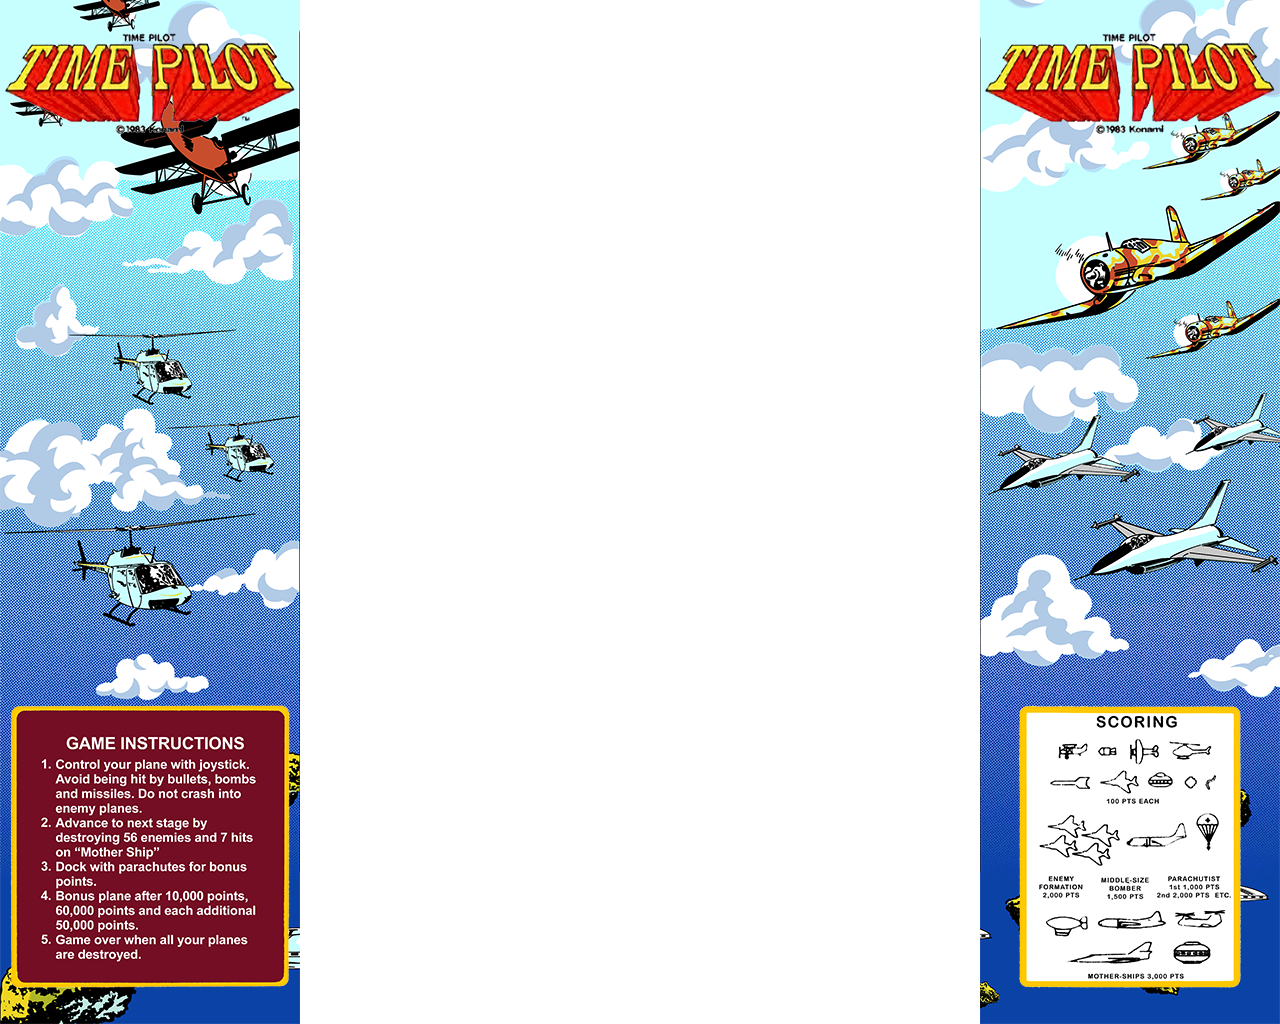 TIME PILOT
TIME PILOT
TM
©1983 Konami
GAME INSTRUCTIONS
1. Control your plane with joystick.
Avoid being hit by bullets, bombs
and missiles. Do not crash into
enemy planes.
2. Advance to next stage by
destroying 56 enemies and 7 hits
on “Mother Ship”
3. Dock with parachutes for bonus
points.
4. Bonus plane after 10,000 points,
60,000 points and each additional
50,000 points.
5. Game over when all your planes
are destroyed.
TIME PILOT
TIME PILOT
©1983 Konami
SCORING
100 PTS EACH
ENEMY
FORMATION
2,000 PTS
MIDDLE-SIZE
BOMBER
1,500 PTS
PARACHUTIST
1st 1,000 PTS
2nd 2,000 PTS ETC.
MOTHER-SHIPS 3,000 PTS